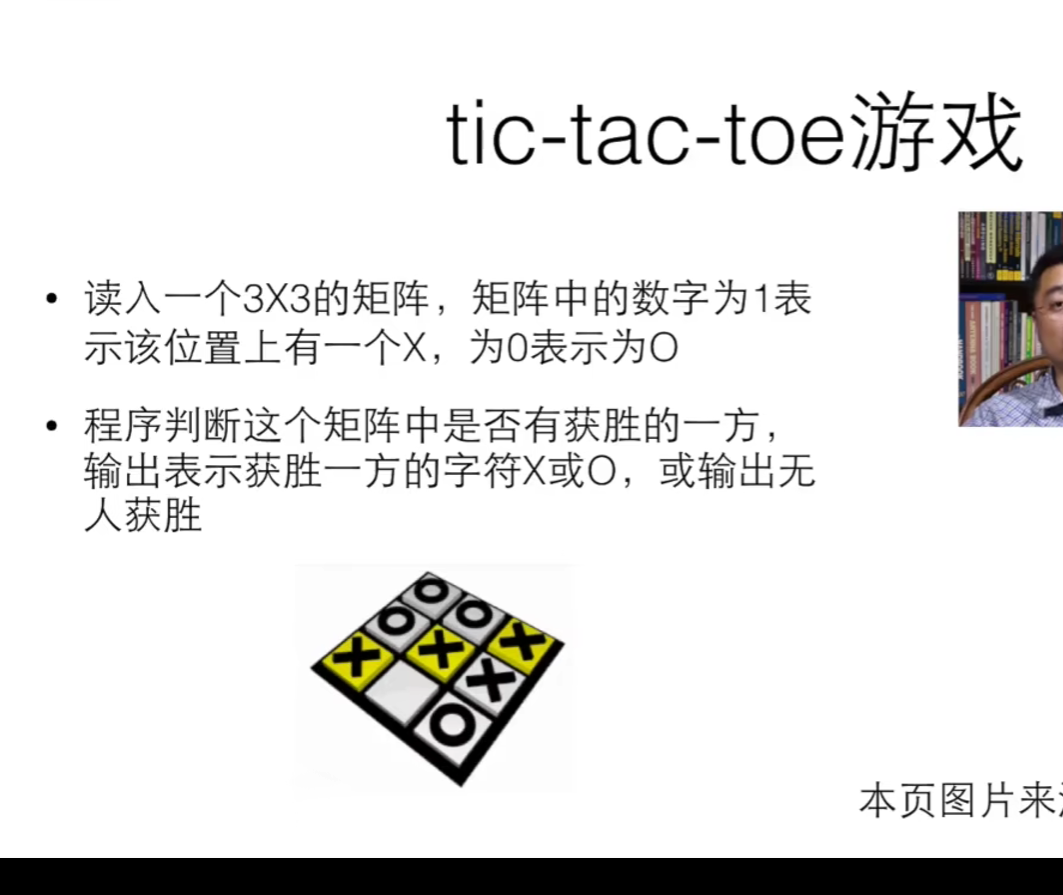 tic-tac-toe游戏
• 读入一个3X3的矩阵，矩阵中的数字为1表
示该位置上有一个X，为0表示为O
• 程序判断这个矩阵中是否有获胜的一方，
输出表示获胜一方的字符X或O，或输出无
人获胜
本页图片来